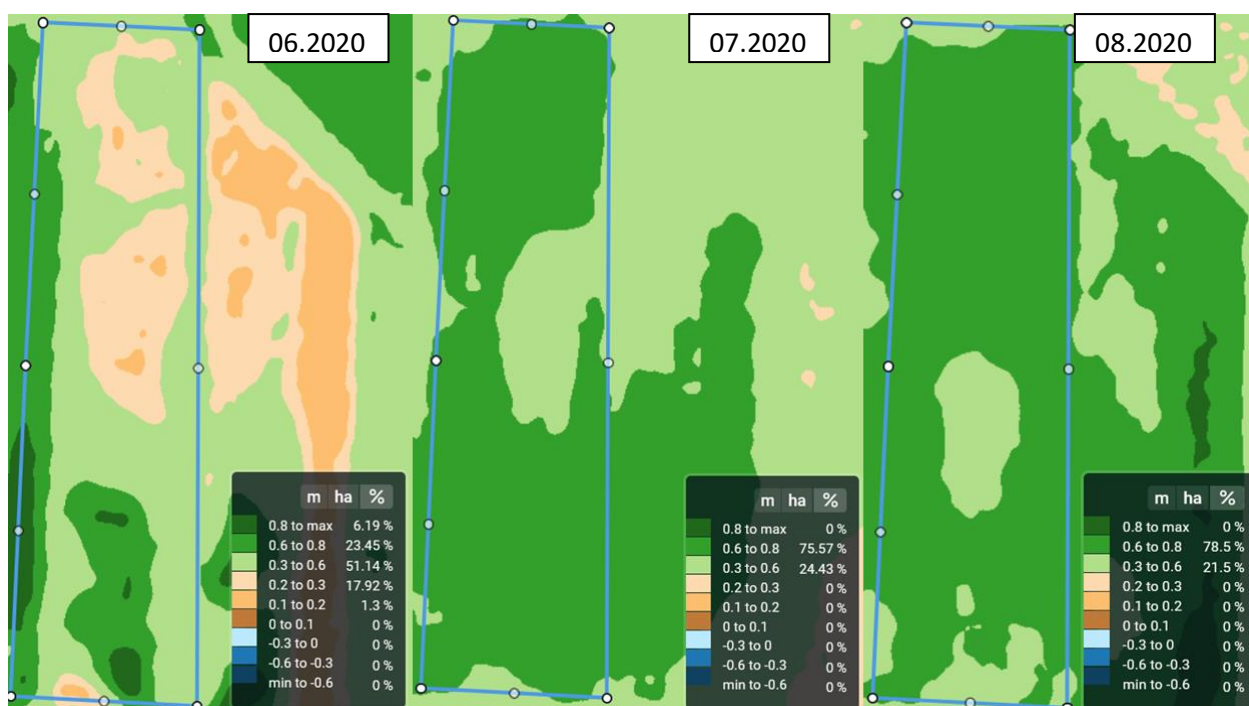 06.2020
07.2020
08.2020
m ha %
0.8 to max 6.19 %
0.6 to 0.8 23.45 %
0.3 to 0.6 51.14 %
0.2 to 0.3 17.92 %
0.1 to 0.2 1.3 %
0 to 0.1 0 %
-0.3 to 0 0 %
-0.6 to -0.3 0 %
min to -0.6 0 %
m ha %
0.8 to max 0 %
0.6 to 0.8 75.57 %
0.3 to 0.6 24.43 %
0.2 to 0.3 0 %
0.1 to 0.2 0 %
0 to 0.1 0 %
-0.3 to 0 0 %
-0.6 to -0.3 0 %
min to -0.6 0 %
m ha %
0.8 to max 0 %
0.6 to 0.8 78.5 %
0.3 to 0.6 21.5 %
0.2 to 0.3 0 %
0.1 to 0.2 0 %
0 to 0.1 0 %
-0.3 to 0 0 %
-0.6 to -0.3 0 %
min to -0.6 0 %